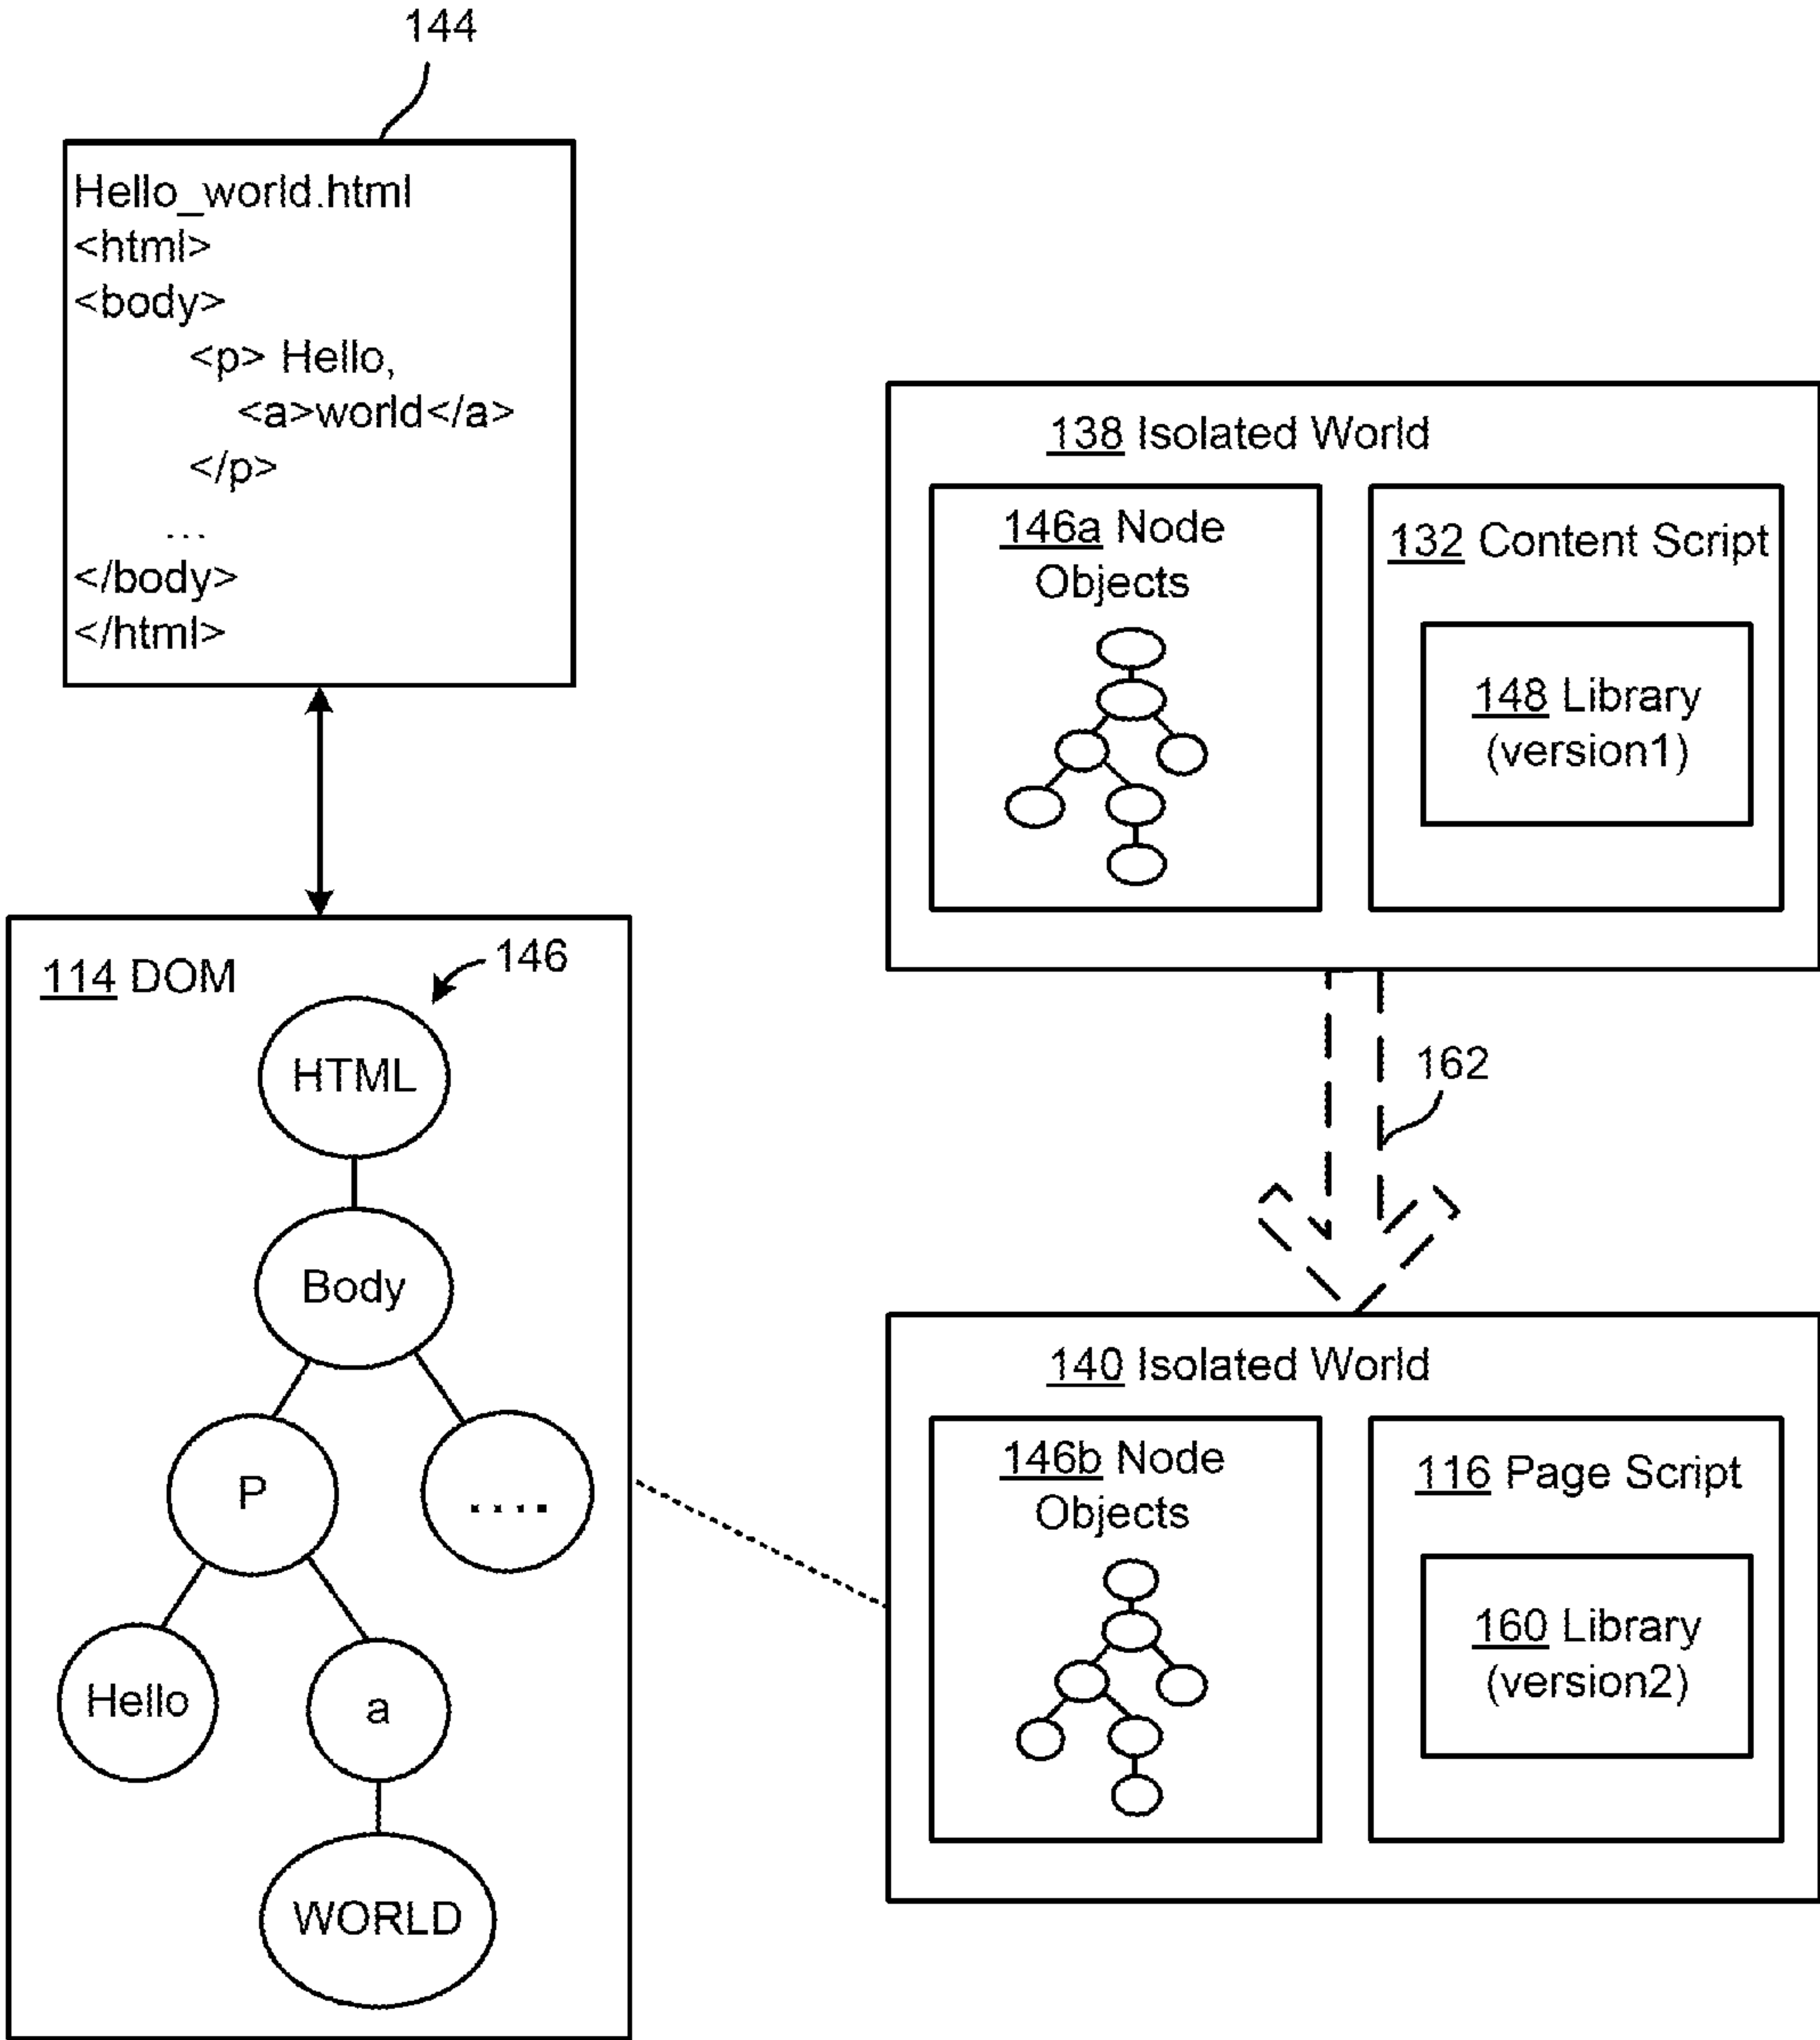 144
Hello_world.html
<html>
<body>
<p> Hello,
<a>world</a>
</p>
...
</body>
</html>
114 DOM
146
HTML
Body
P
....
Hello
a
WORLD
138 Isolated World
146a Node
Objects
132 Content Script
148 Library
(version1)
162
140 Isolated World
146b Node
Objects
116 Page Script
160 Library
(version2)